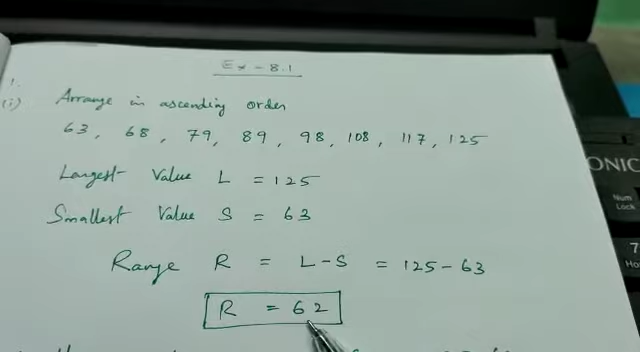 Ex - 8.1
1.
(i) Arrange in ascending order
63, 68, 79, 89, 98, 108, 117, 125
Largest Value L = 125
Smallest Value S = 63
Range R = L-S = 125-63
R = 62
ONIC
Num
Lock
7
Ho